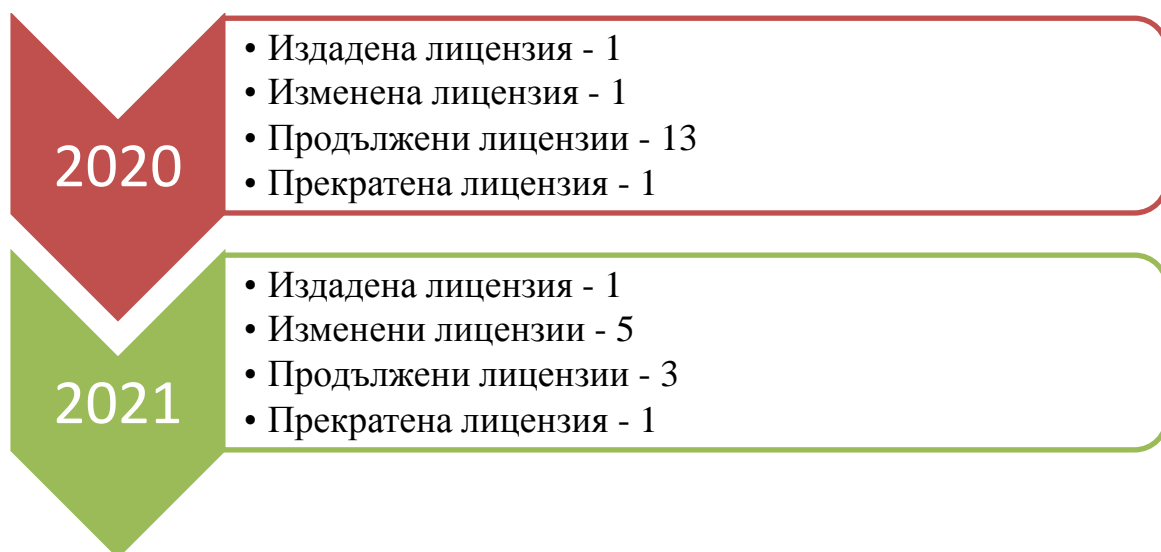 2020
• Издадена лицензия - 1
• Изменена лицензия - 1
• Продължени лицензии - 13
• Прекратена лицензия - 1
2021
• Издадена лицензия - 1
• Изменени лицензии - 5
• Продължени лицензии - 3
• Прекратена лицензия - 1